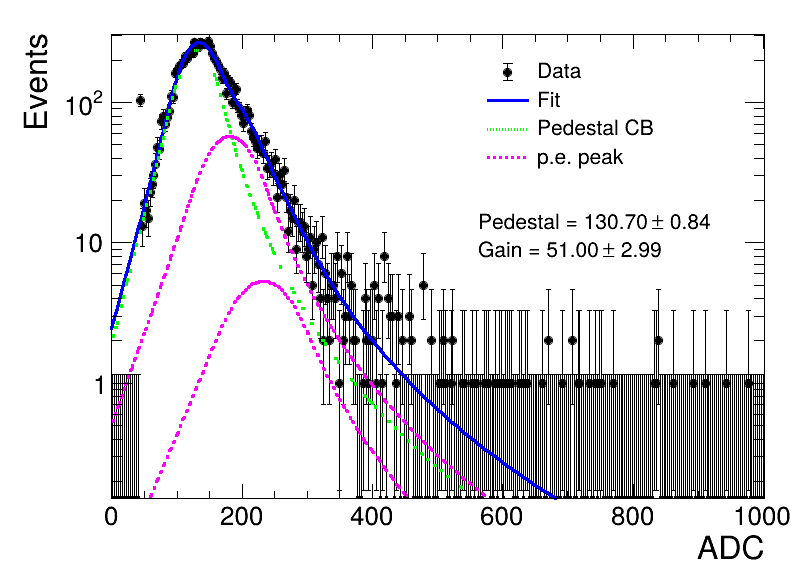 Events
10²
10
1
0
200
400
600
800
1000
ADC
Data
Fit
Pedestal CB
p.e. peak
Pedestal = 130.70 ± 0.84
Gain = 51.00 ± 2.99